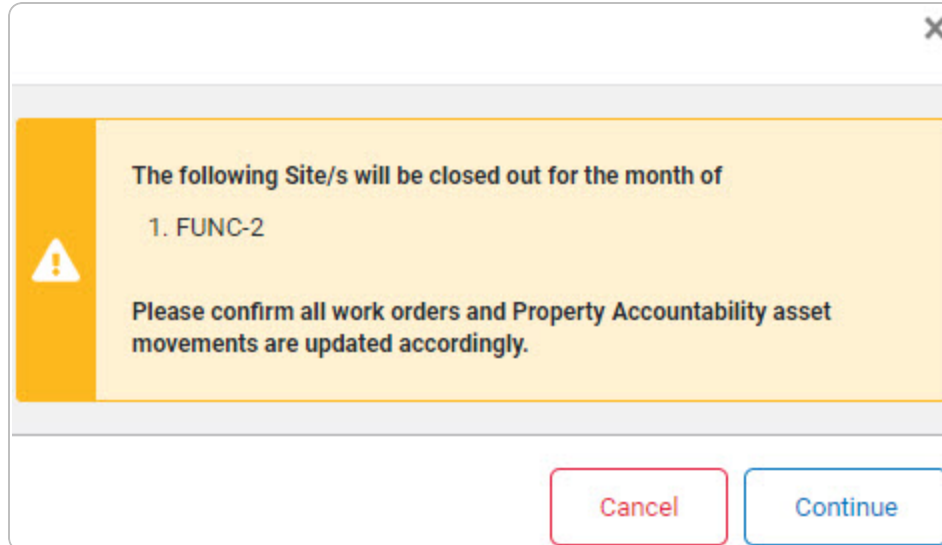 The following Site/s will be closed out for the month of
1. FUNC-2
Please confirm all work orders and Property Accountability asset
movements are updated accordingly.
Cancel
Continue